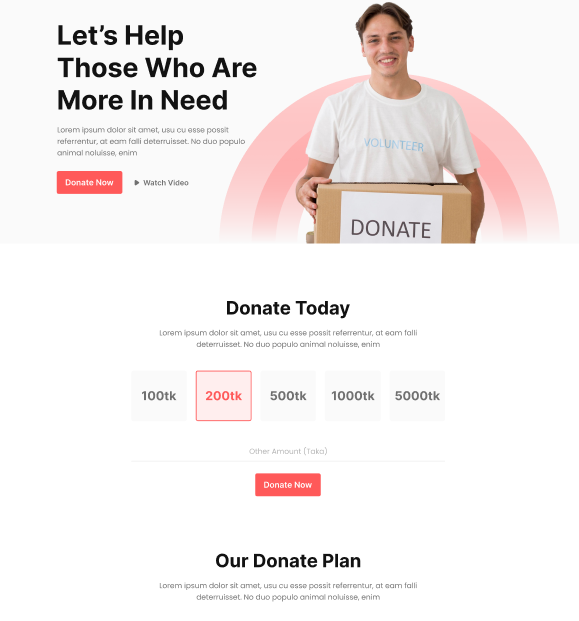 Let's Help
Those Who Are
More In Need
Lorem ipsum dolor sit amet, usu cu esse possit
referrentur, at eam falli deterruisset. No duo populo
animal noluisse, enim
Donate Now
Watch Video
VOLUNTEER
DONATE
Donate Today
Lorem ipsum dolor sit amet, usu cu esse possit referrentur, at eam falli
deterruisset. No duo populo animal noluisse, enim
100tk
200tk
500tk
1000tk
5000tk
Other Amount (Taka)
Donate Now
Our Donate Plan
Lorem ipsum dolor sit amet, usu cu esse possit referrentur, at eam falli
deterruisset. No duo populo animal noluisse, enim